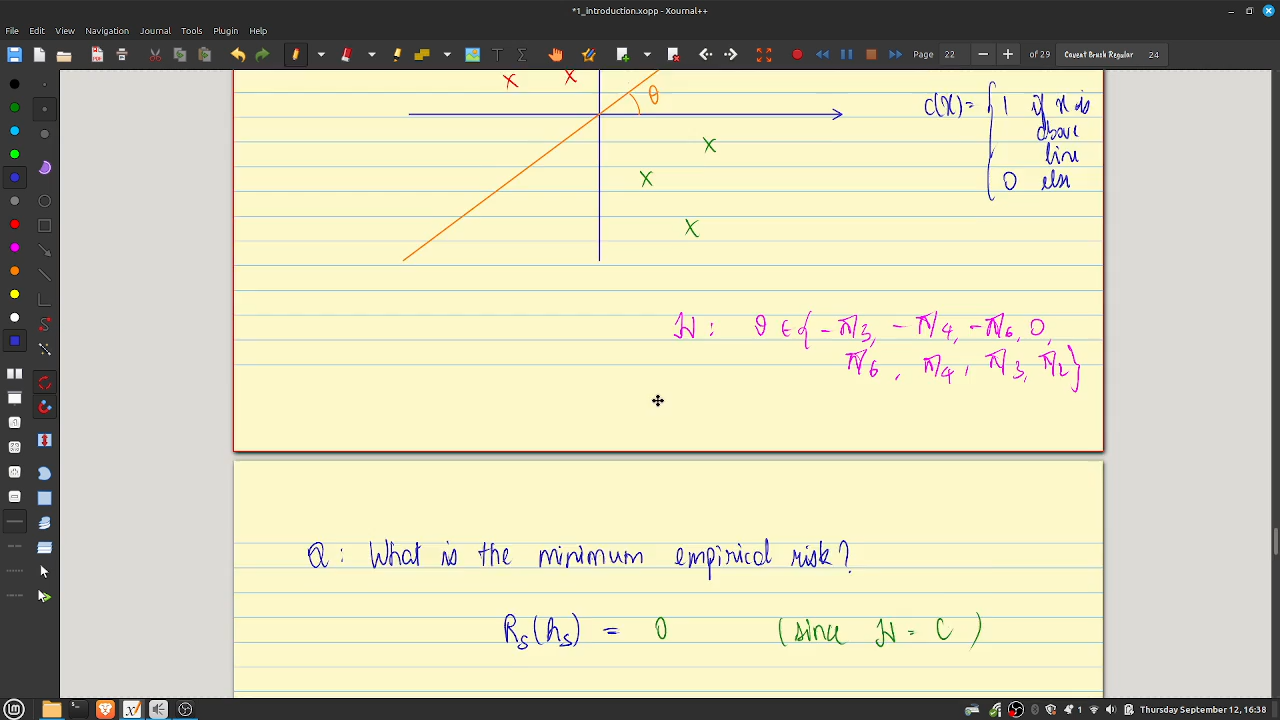 *1_introduction.xopp - Xournal++
File Edit View Navigation Journal Tools Plugin Help
Page 22 of 29 Caveat Brush Regular 24
x x
θ
c(x) = { 1 if x is
above
line
0 else
x
x
x
H : θ ∈ { -π/3, -π/4, -π/6, 0,
π/6, π/4, π/3, π/2 }
Q : What is the minimum empirical risk?
R_S(h_S) = 0 (since H = C )
1 Thursday September 12, 16:38